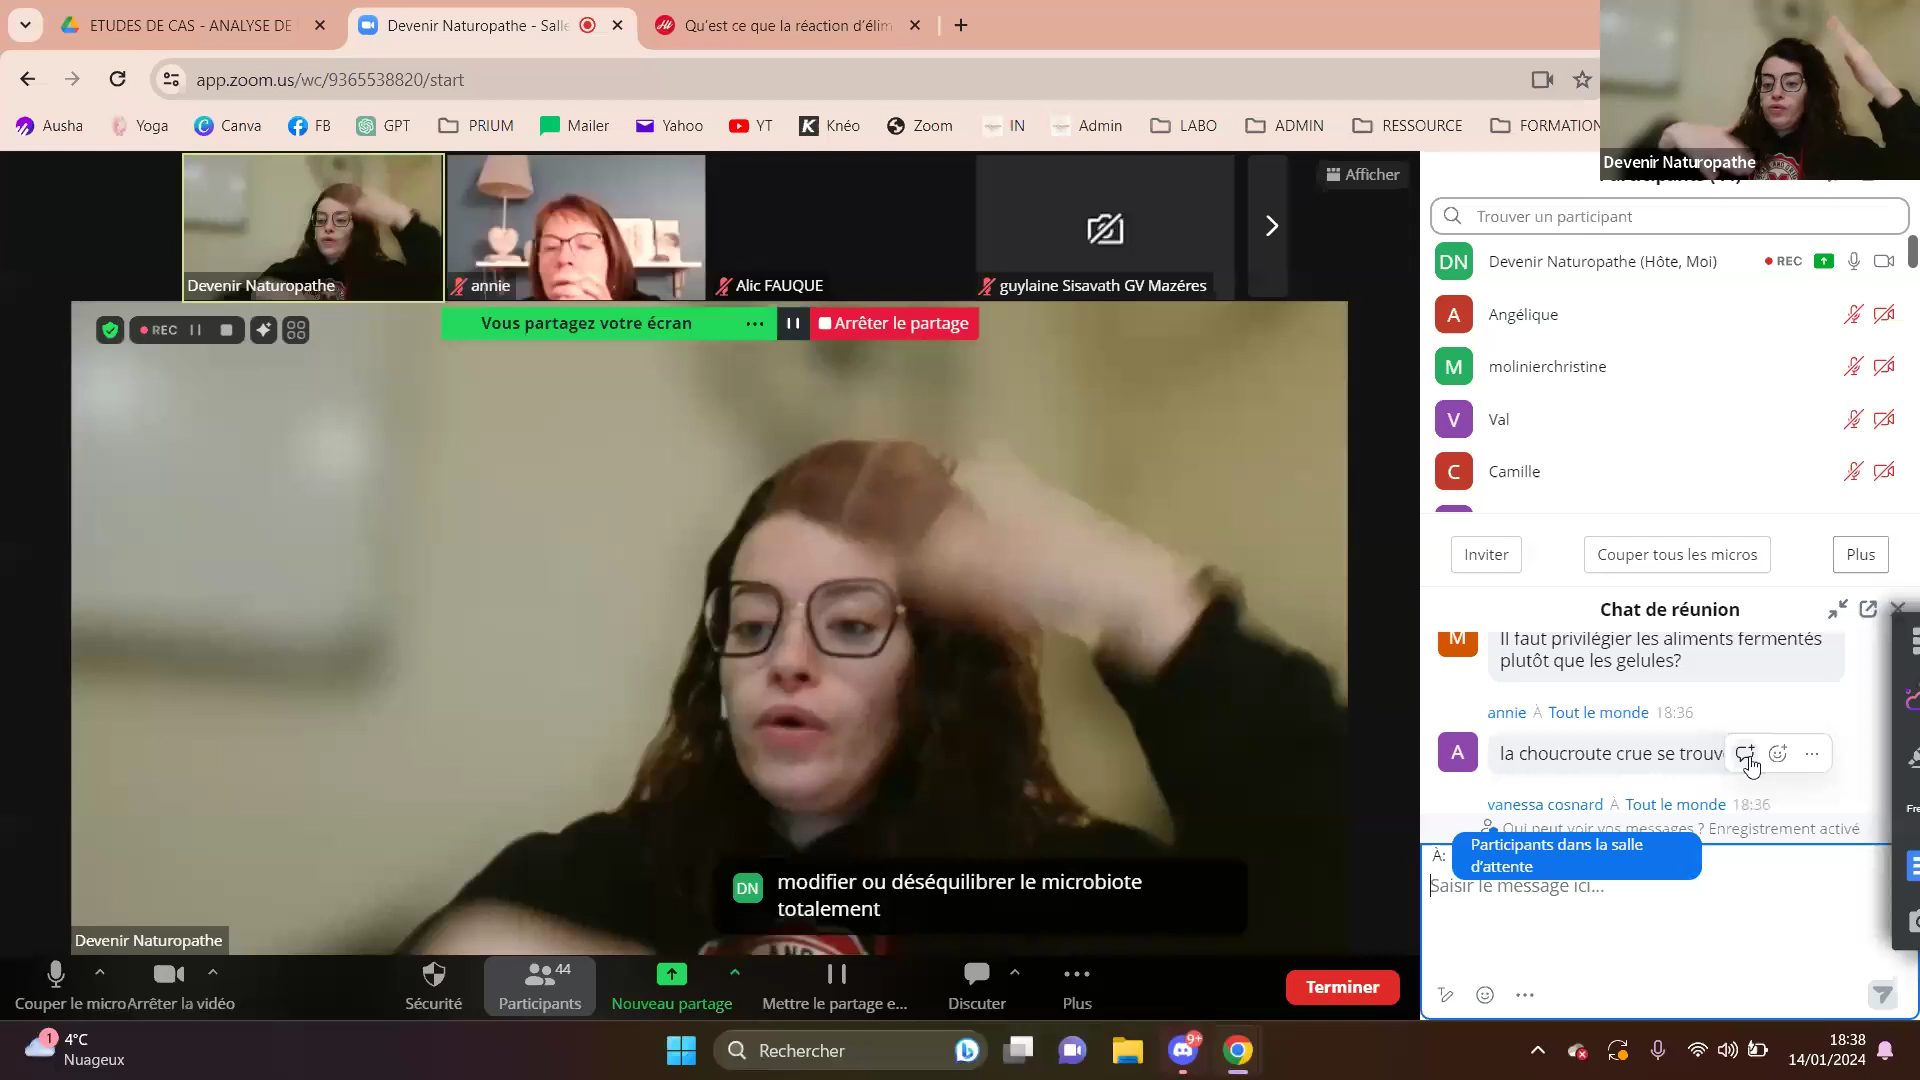 ETUDES DE CAS - ANALYSE DE
Devenir Naturopathe - Salle
Qu'est ce que la réaction d'élim
app.zoom.us/wc/9365538820/start
Ausha
Yoga
Canva
FB
GPT
PRIUM
Mailer
Yahoo
YT
Knéo
Zoom
IN
Admin
LABO
ADMIN
RESSOURCE
FORMATION
Devenir Naturopathe
Devenir Naturopathe
annie
Alic FAUQUE
guylaine Sisavath GV Mazéres
Afficher
REC
Vous partagez votre écran
Arrêter le partage
Trouver un participant
DN
Devenir Naturopathe (Hôte, Moi)
REC
A
Angélique
M
molinierchristine
V
Val
C
Camille
Inviter
Couper tous les micros
Plus
Chat de réunion
M
Il faut privilégier les aliments fermentés
plutôt que les gelules?
annie À Tout le monde 18:36
A
la choucroute crue se trouv
vanessa cosnard À Tout le monde 18:36
Qui peut voir vos messages ? Enregistrement activé
À:
Participants dans la salle
d'attente
Saisir le message ici...
Fre
DN
modifier ou déséquilibrer le microbiote
totalement
Devenir Naturopathe
Couper le micro
Arrêter la vidéo
Sécurité
44
Participants
Nouveau partage
Mettre le partage e...
Discuter
Plus
Terminer
1
4°C
Nuageux
Rechercher
9+
18:38
14/01/2024